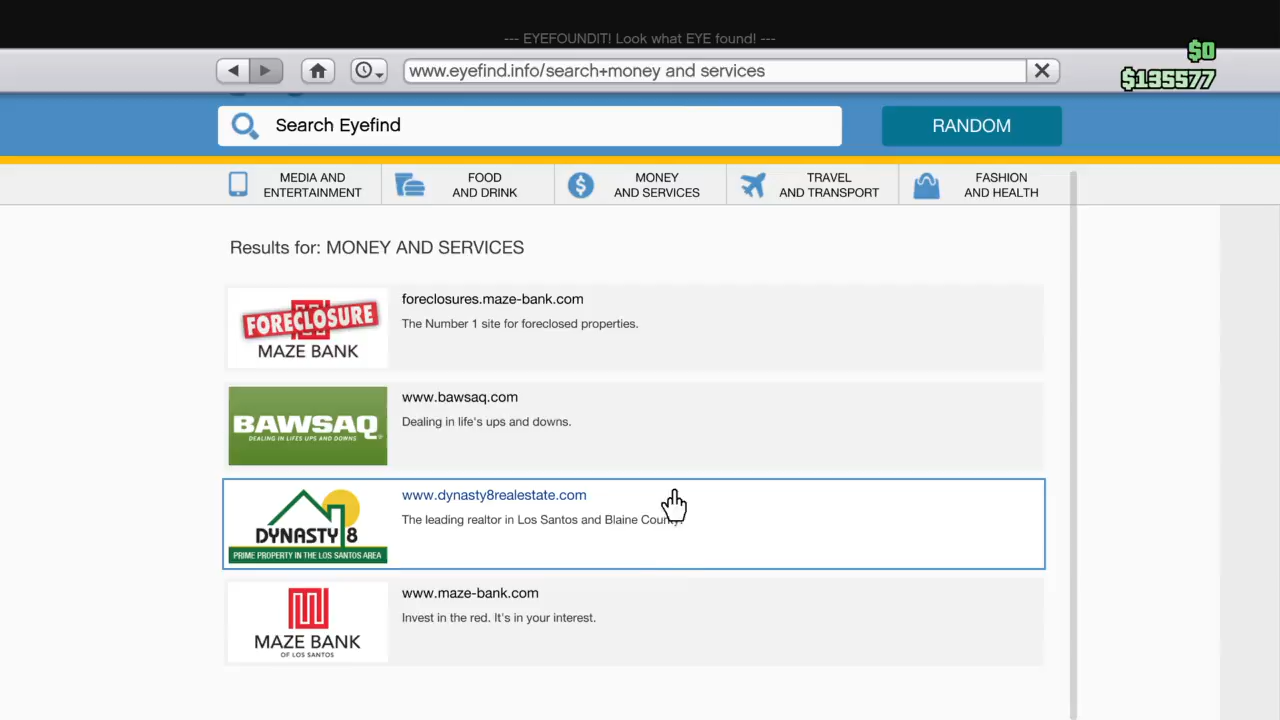 --- EYEFOUNDIT! Look what EYE found! ---
$0
www.eyefind.info/search+money and services
$135577
Search Eyefind
RANDOM
MEDIA AND
ENTERTAINMENT
FOOD
AND DRINK
MONEY
AND SERVICES
TRAVEL
AND TRANSPORT
FASHION
AND HEALTH
Results for: MONEY AND SERVICES
FORECLOSURE
MAZE BANK
foreclosures.maze-bank.com
The Number 1 site for foreclosed properties.
BAWSAQ
DEALING IN LIFES UPS AND DOWNS
www.bawsaq.com
Dealing in life's ups and downs.
DYNASTY 8
PRIME PROPERTY IN THE LOS SANTOS AREA
www.dynasty8realestate.com
The leading realtor in Los Santos and Blaine County
MAZE BANK
OF LOS SANTOS
www.maze-bank.com
Invest in the red. It's in your interest.